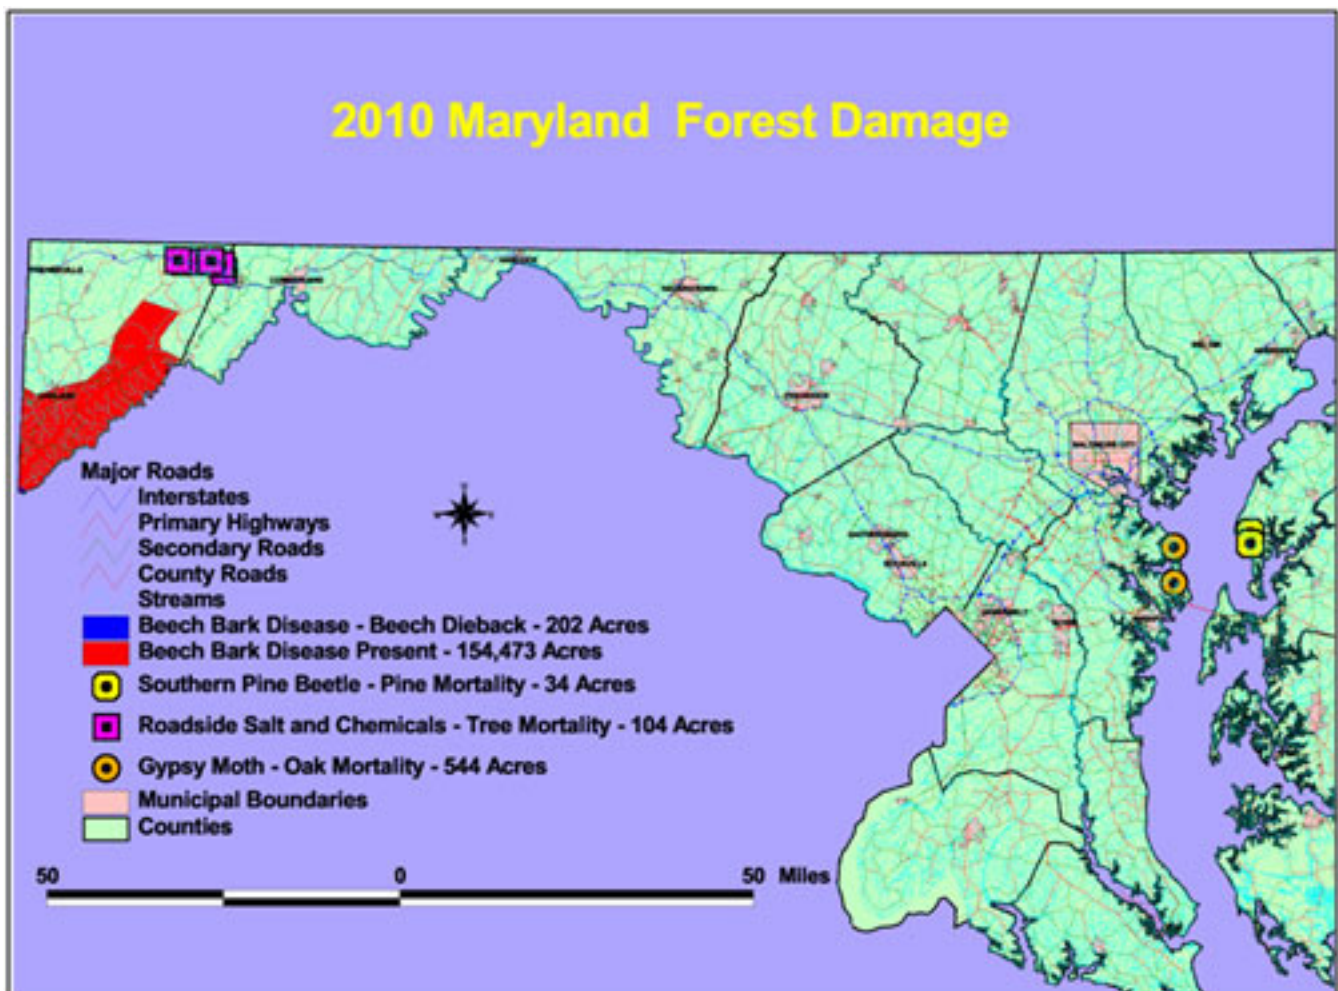 2010 Maryland Forest Damage
BALTIMORE CITY
Major Roads
Interstates
Primary Highways
Secondary Roads
County Roads
Streams
Beech Bark Disease - Beech Dieback - 202 Acres
Beech Bark Disease Present - 154,473 Acres
Southern Pine Beetle - Pine Mortality - 34 Acres
Roadside Salt and Chemicals - Tree Mortality - 104 Acres
Gypsy Moth - Oak Mortality - 544 Acres
Municipal Boundaries
Counties
50 0 50 Miles